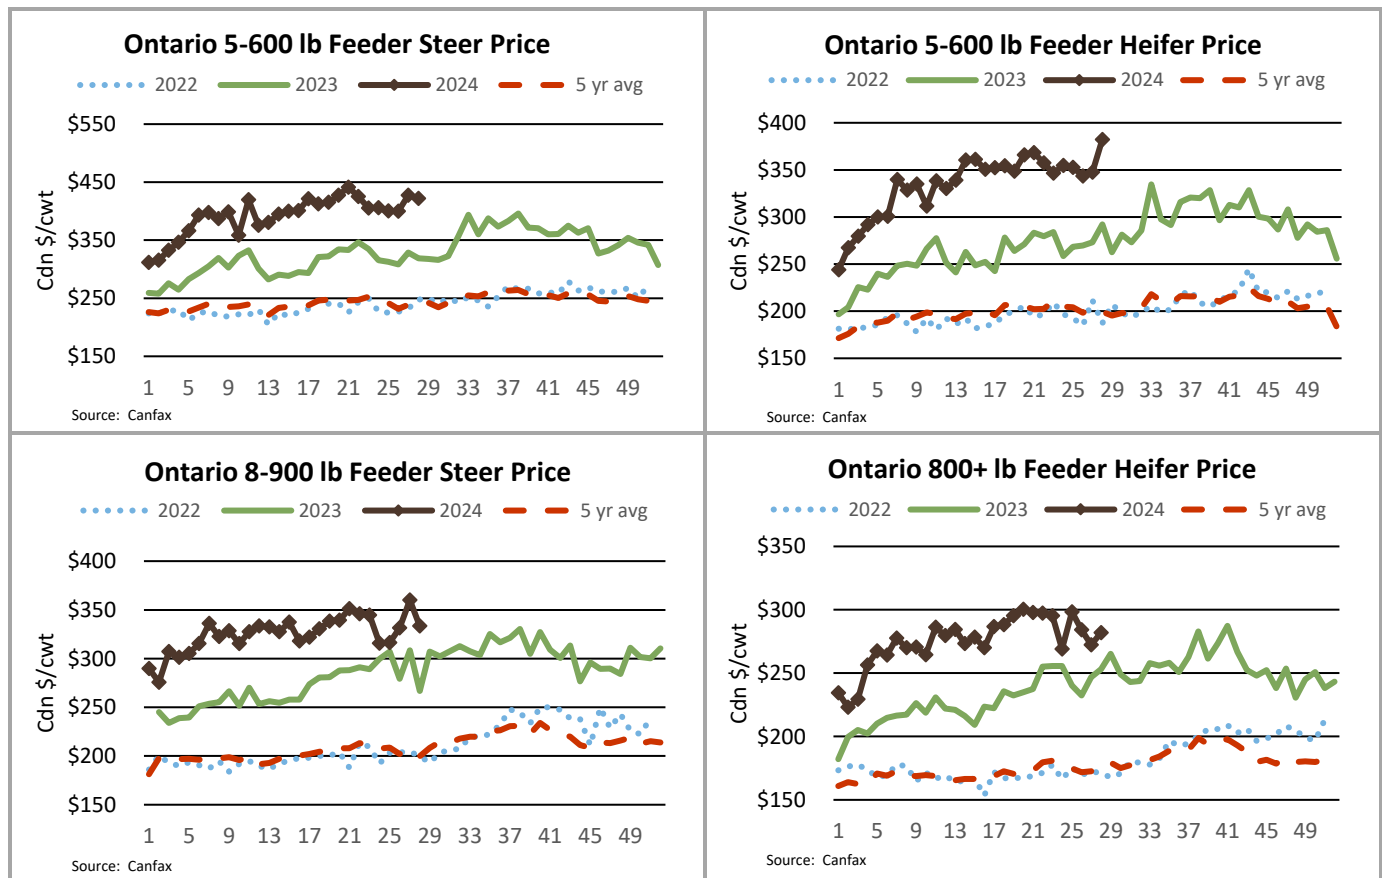 Ontario 5-600 lb Feeder Steer Price
2022 2023 2024 5 yr avg
$550
$450
$350
$250
$150
Cdn $/cwt
1 5 9 13 17 21 25 29 33 37 41 45 49
Source: Canfax
Ontario 5-600 lb Feeder Heifer Price
2022 2023 2024 5 yr avg
$400
$350
$300
$250
$200
$150
Cdn $/cwt
1 5 9 13 17 21 25 29 33 37 41 45 49
Source: Canfax
Ontario 8-900 lb Feeder Steer Price
2022 2023 2024 5 yr avg
$400
$350
$300
$250
$200
$150
Cdn $/cwt
1 5 9 13 17 21 25 29 33 37 41 45 49
Source: Canfax
Ontario 800+ lb Feeder Heifer Price
2022 2023 2024 5 yr avg
$350
$300
$250
$200
$150
Cdn $/cwt
1 5 9 13 17 21 25 29 33 37 41 45 49
Source: Canfax